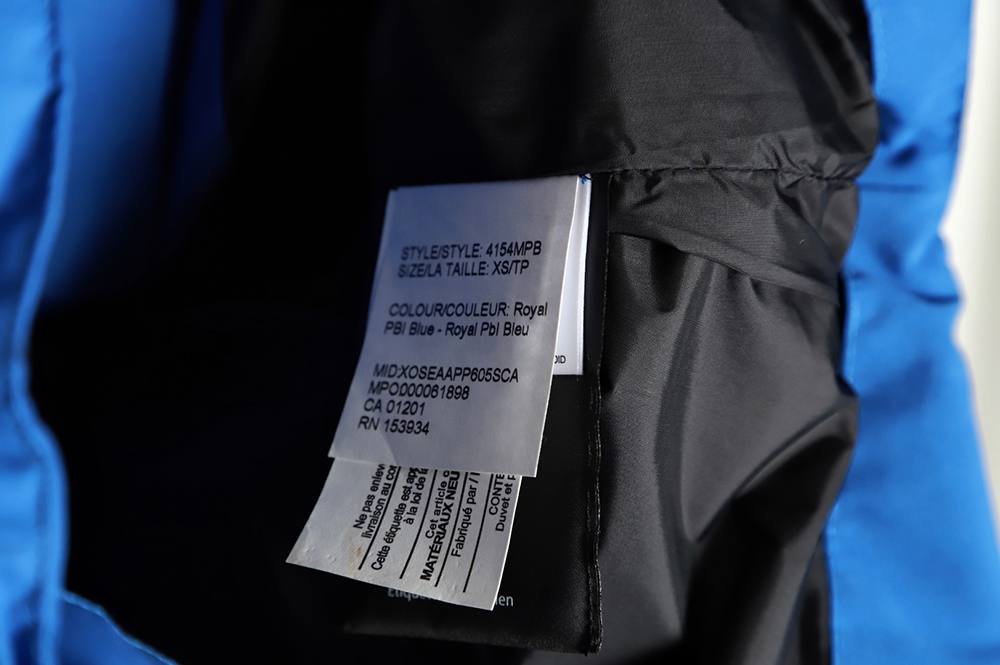 STYLE/STYLE: 4154MPB
SIZE/LA TAILLE: XS/TP
COLOUR/COULEUR: Royal
PBI Blue - Royal PbI Bleu
MID:XOSEAAPP605SCA
MPO000061898
CA 01201
RN 153934
Ne pas enlev
livraison au co
Cette étiquette est app
à la loi de
Cet article
MATÉRIAUX NEU
Fabriqué par /
CONTE
Duvet et p